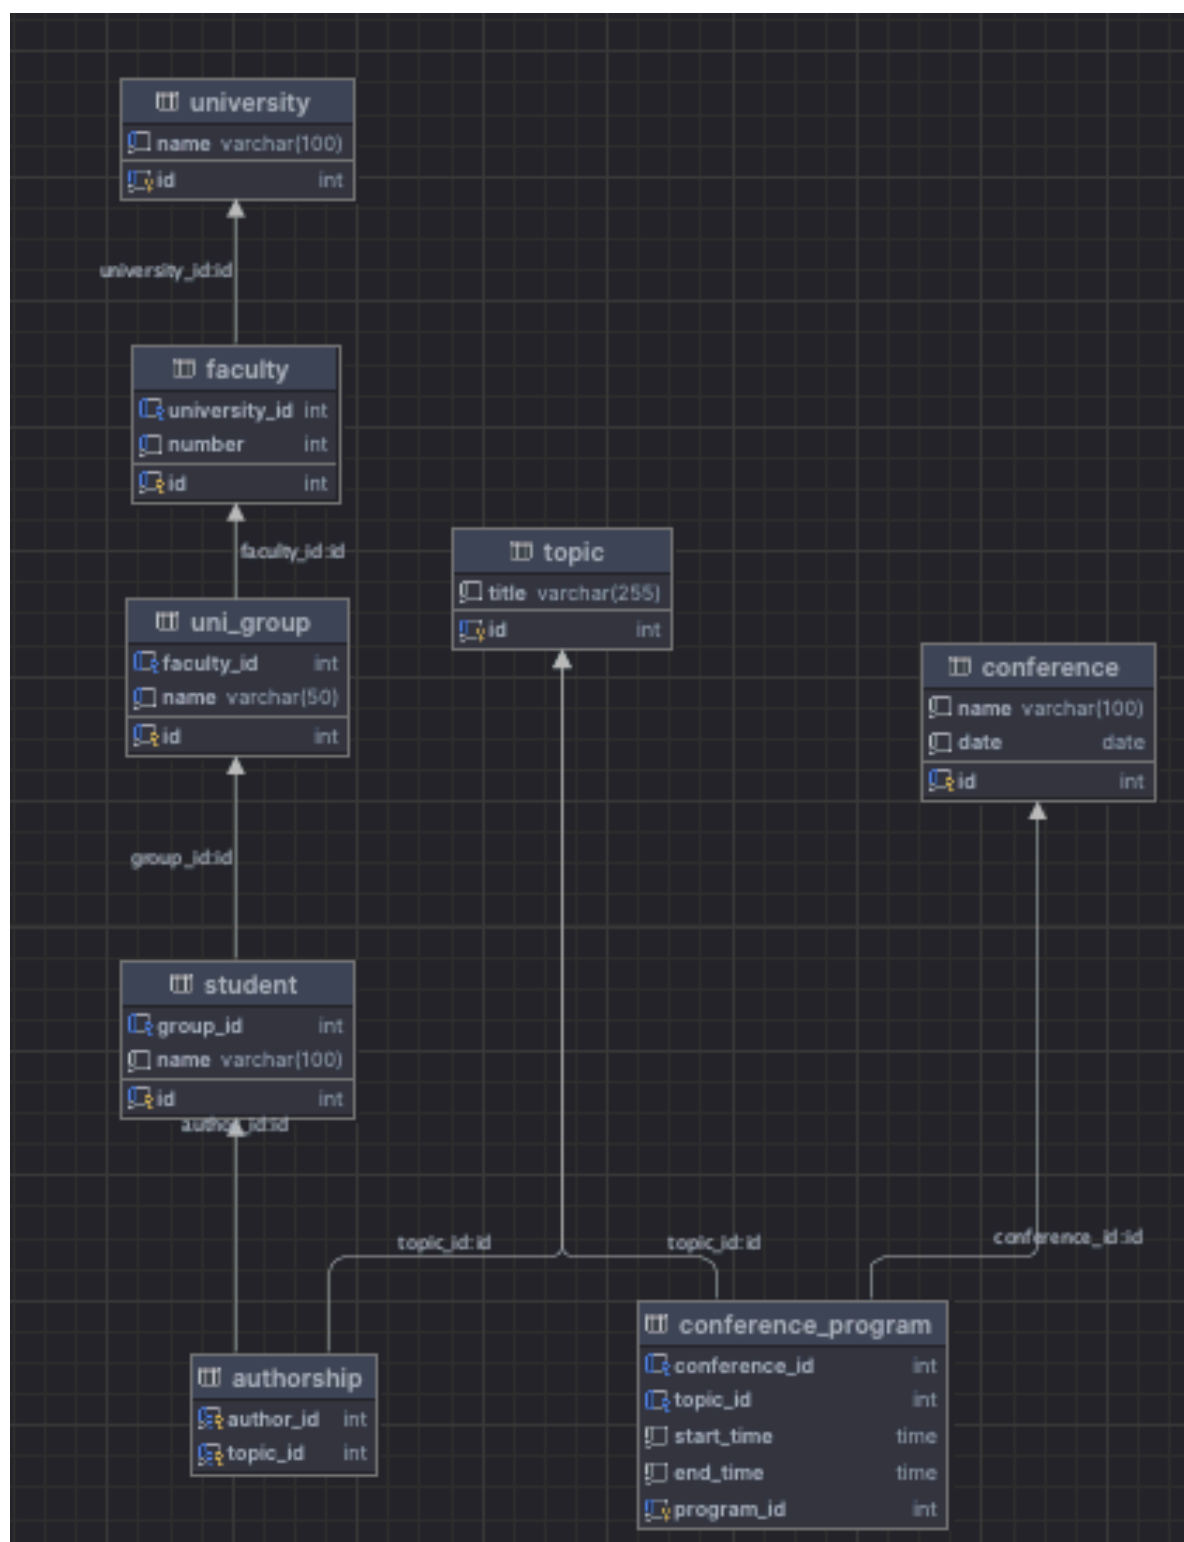 university
name varchar(100)
id int
university_id:id
faculty
university_id int
number int
id int
faculty_id:id
uni_group
faculty_id int
name varchar(50)
id int
topic
title varchar(255)
id int
conference
name varchar(100)
date date
id int
group_id:id
student
group_id int
name varchar(100)
id int
author_id:id
topic_id:id
topic_id:id
conference_id:id
authorship
author_id int
topic_id int
conference_program
conference_id int
topic_id int
start_time time
end_time time
program_id int